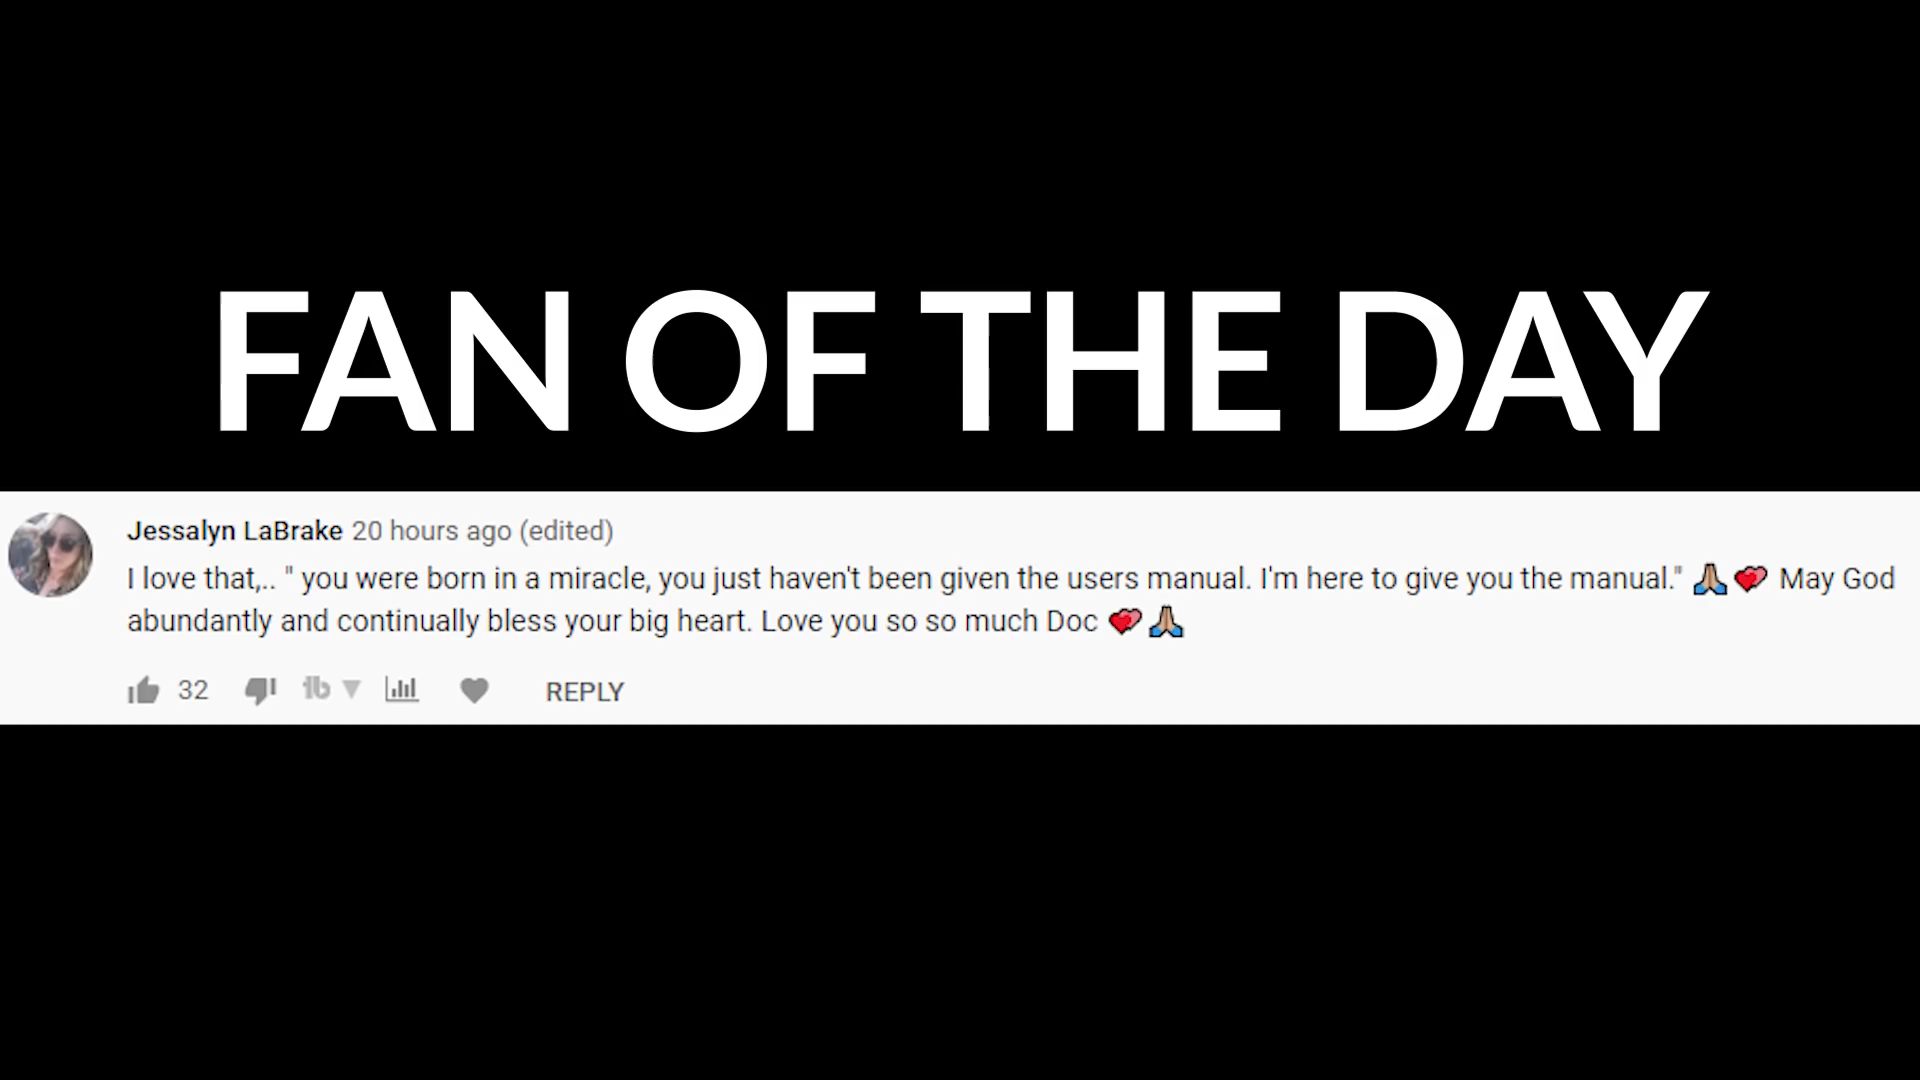 FAN OF THE DAY
Jessalyn LaBrake 20 hours ago (edited)
I love that,.. " you were born in a miracle, you just haven't been given the users manual. I'm here to give you the manual." 🙏🏽💕 May God
abundantly and continually bless your big heart. Love you so so much Doc 💕🙏🏽
32 tb REPLY